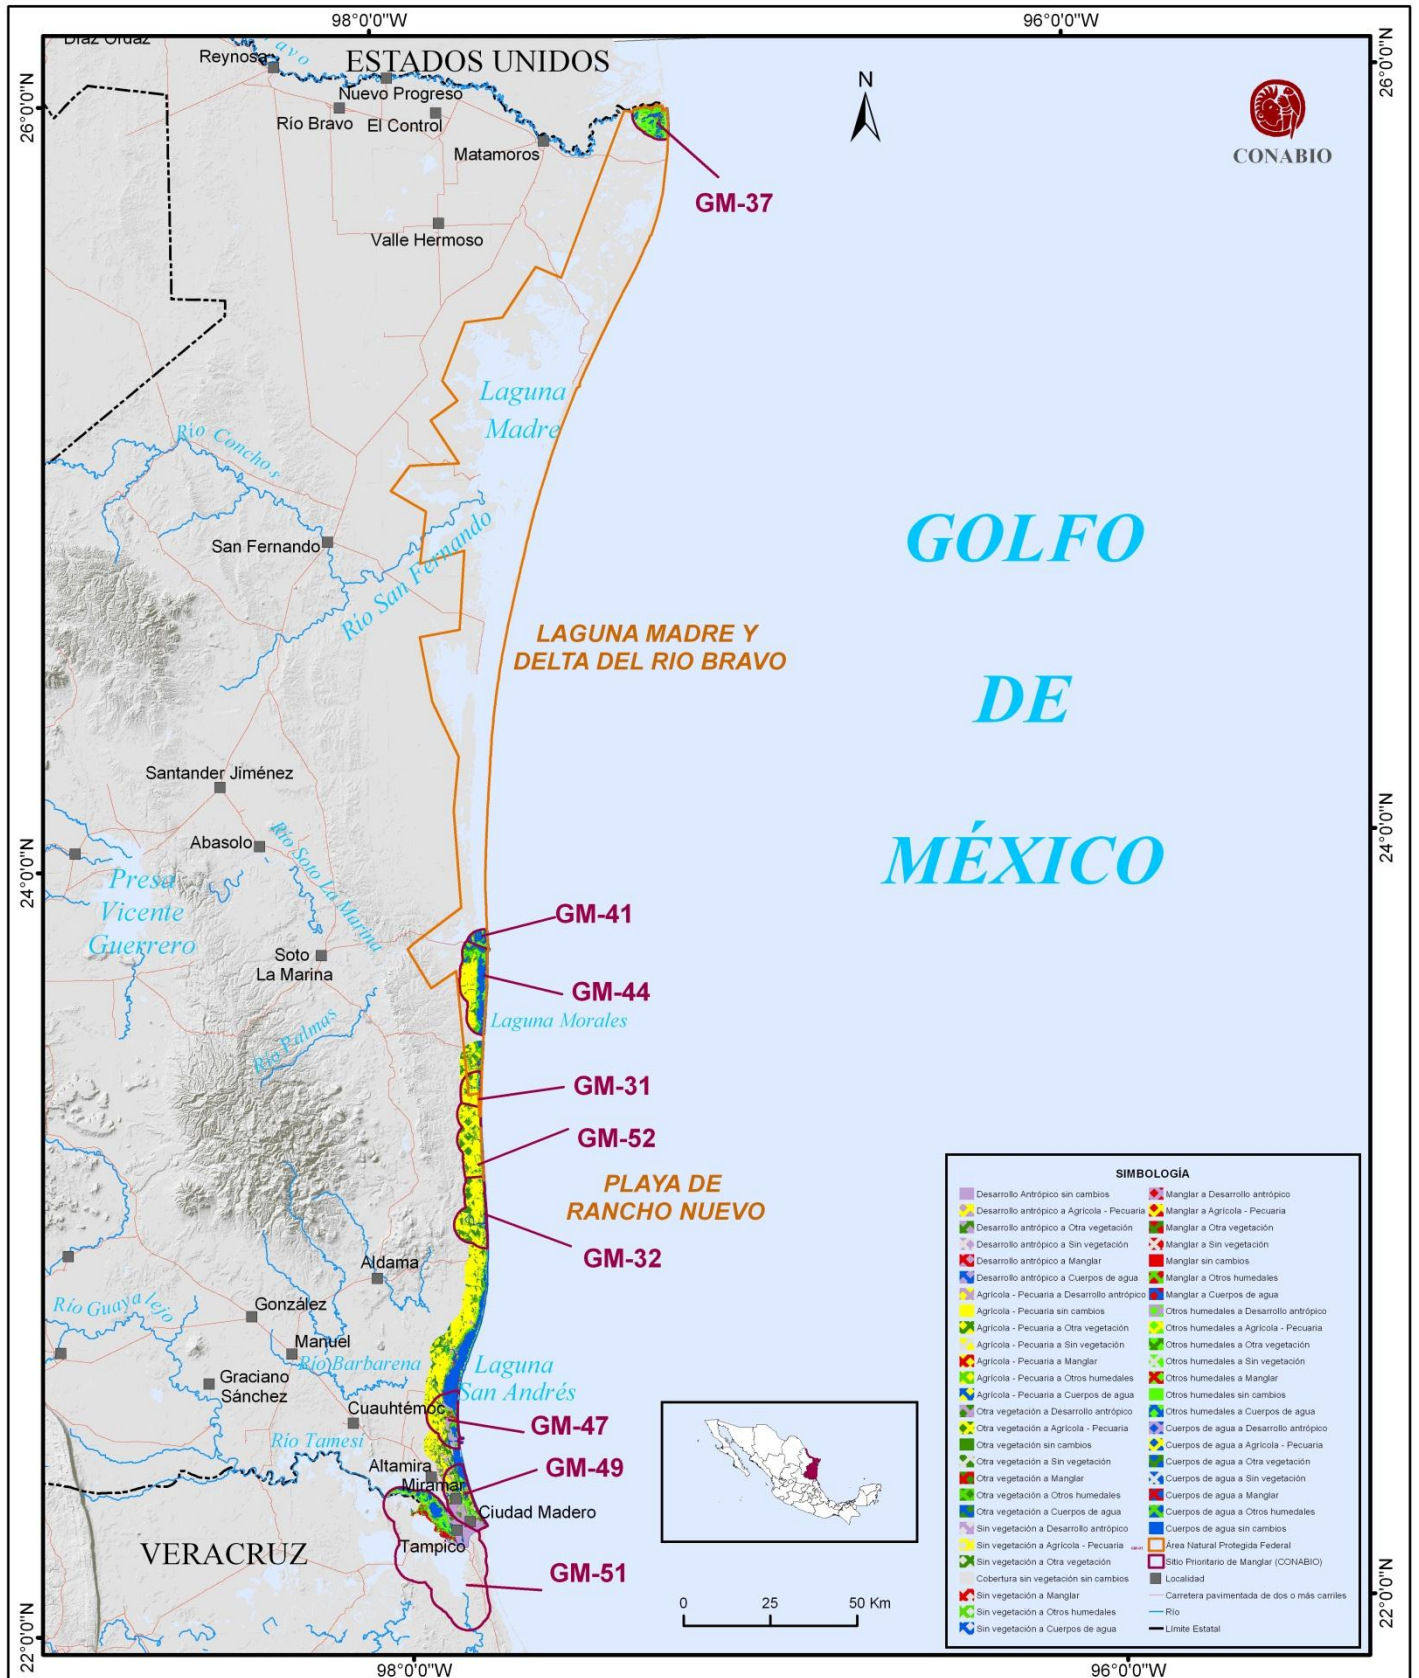 98°0'0"W
96°0'0"W
26°0'0"N
26°0'0"N
Díaz Ordaz
Reynosa
ESTADOS UNIDOS
Nuevo Progreso
Río Bravo
El Control
Matamoros
N
CONABIO
GM-37
Valle Hermoso
Laguna
Madre
Río Conchos
San Fernando
Río San Fernando
GOLFO
DE
MÉXICO
LAGUNA MADRE Y
DELTA DEL RIO BRAVO
Santander Jiménez
Abasolo
Río Soto La Marina
24°0'0"N
24°0'0"N
Presa
Vicente
Guerrero
Soto
La Marina
GM-41
GM-44
Laguna Morales
Río Palmas
GM-31
GM-52
PLAYA DE
RANCHO NUEVO
GM-32
Aldama
Río Guayalejo
González
Manuel
Río Barbarena
Laguna
San Andrés
Graciano
Sánchez
Cuauhtémoc
GM-47
Río Tamesí
Altamira
GM-49
Miramar
Ciudad Madero
VERACRUZ
Tampico
GM-51
0 25 50 Km
22°0'0"N
22°0'0"N
98°0'0"W
96°0'0"W
SIMBOLOGÍA
Desarrollo Antrópico sin cambios
Desarrollo antrópico a Agrícola - Pecuaria
Desarrollo antrópico a Otra vegetación
Desarrollo antrópico a Sin vegetación
Desarrollo antrópico a Manglar
Desarrollo antrópico a Cuerpos de agua
Agrícola - Pecuaria a Desarrollo antrópico
Agrícola - Pecuaria sin cambios
Agrícola - Pecuaria a Otra vegetación
Agrícola - Pecuaria a Sin vegetación
Agrícola - Pecuaria a Manglar
Agrícola - Pecuaria a Otros humedales
Agrícola - Pecuaria a Cuerpos de agua
Otra vegetación a Desarrollo antrópico
Otra vegetación a Agrícola - Pecuaria
Otra vegetación sin cambios
Otra vegetación a Sin vegetación
Otra vegetación a Manglar
Otra vegetación a Otros humedales
Otra vegetación a Cuerpos de agua
Sin vegetación a Desarrollo antrópico
Sin vegetación a Agrícola - Pecuaria
Sin vegetación a Otra vegetación
Cobertura sin vegetación sin cambios
Sin vegetación a Manglar
Sin vegetación a Otros humedales
Sin vegetación a Cuerpos de agua
Manglar a Desarrollo antrópico
Manglar a Agrícola - Pecuaria
Manglar a Otra vegetación
Manglar a Sin vegetación
Manglar sin cambios
Manglar a Otros humedales
Manglar a Cuerpos de agua
Otros humedales a Desarrollo antrópico
Otros humedales a Agrícola - Pecuaria
Otros humedales a Otra vegetación
Otros humedales a Sin vegetación
Otros humedales a Manglar
Otros humedales sin cambios
Otros humedales a Cuerpos de agua
Cuerpos de agua a Desarrollo antrópico
Cuerpos de agua a Agrícola - Pecuaria
Cuerpos de agua a Otra vegetación
Cuerpos de agua a Sin vegetación
Cuerpos de agua a Manglar
Cuerpos de agua a Otros humedales
Cuerpos de agua sin cambios
Área Natural Protegida Federal
Sitio Prioritario de Manglar (CONABIO)
Localidad
Carretera pavimentada de dos o más carriles
Río
Límite Estatal